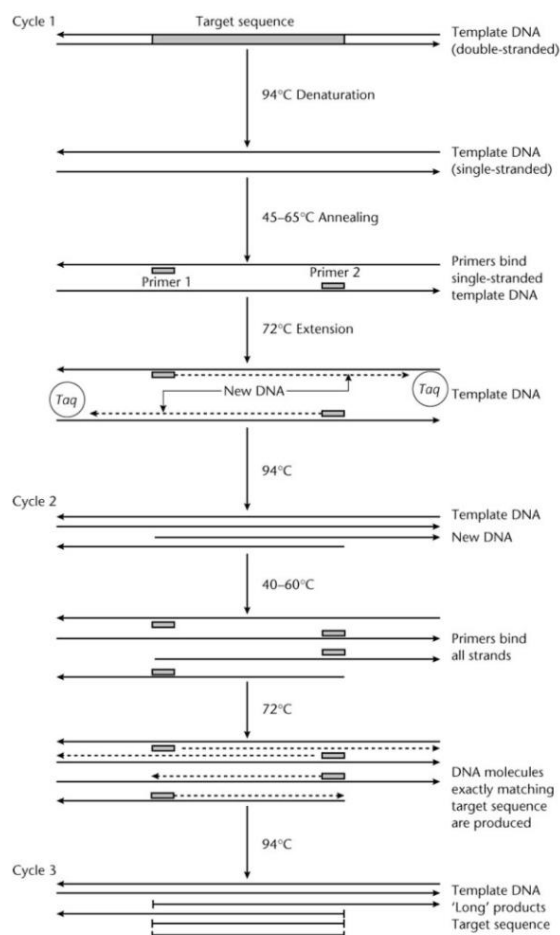 Cycle 1
Target sequence
Template DNA
(double-stranded)
94°C Denaturation
Template DNA
(single-stranded)
45–65°C Annealing
Primers bind
single-stranded
template DNA
Primer 1
Primer 2
72°C Extension
Taq
New DNA
Taq
Template DNA
94°C
Cycle 2
Template DNA
New DNA
40–60°C
Primers bind
all strands
72°C
DNA molecules
exactly matching
target sequence
are produced
94°C
Cycle 3
Template DNA
‘Long’ products
Target sequence